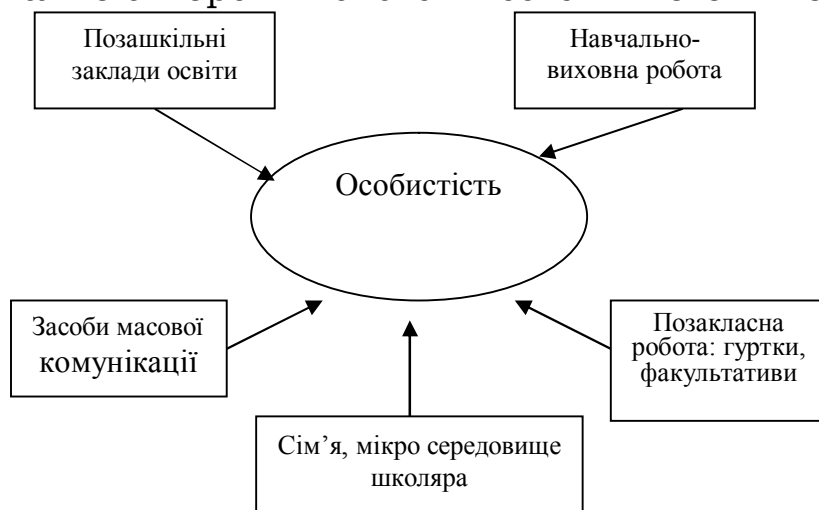 Позашкільні
заклади освіти
Навчально-
виховна робота
Особистість
Засоби масової
комунікації
Позакласна
робота: гуртки,
факультативи
Сім’я, мікро середовище
школяра